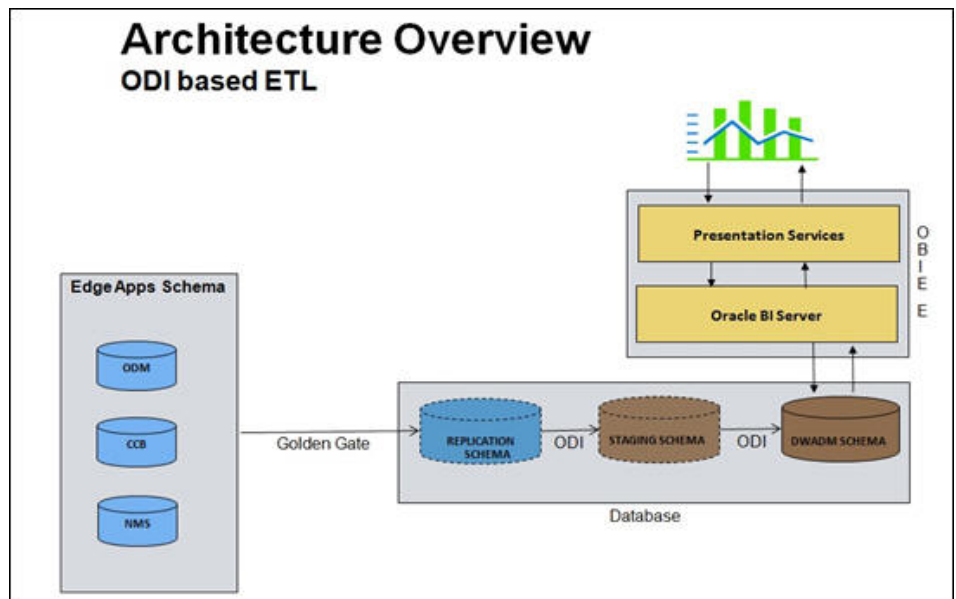 Architecture Overview
ODI based ETL
Presentation Services
Oracle BI Server
O
B
I
E
E
Edge Apps Schema
ODM
CCB
NMS
Golden Gate
REPLICATION
SCHEMA
ODI
STAGING SCHEMA
ODI
DWADM SCHEMA
Database